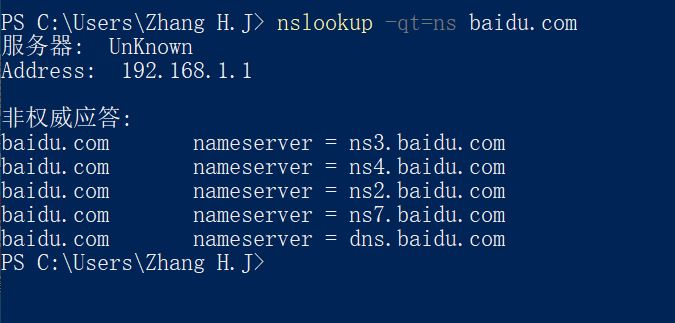 PS C:\Users\Zhang H.J> nslookup -qt=ns baidu.com
服务器:  UnKnown
Address:  192.168.1.1

非权威应答:
baidu.com       nameserver = ns3.baidu.com
baidu.com       nameserver = ns4.baidu.com
baidu.com       nameserver = ns2.baidu.com
baidu.com       nameserver = ns7.baidu.com
baidu.com       nameserver = dns.baidu.com
PS C:\Users\Zhang H.J>